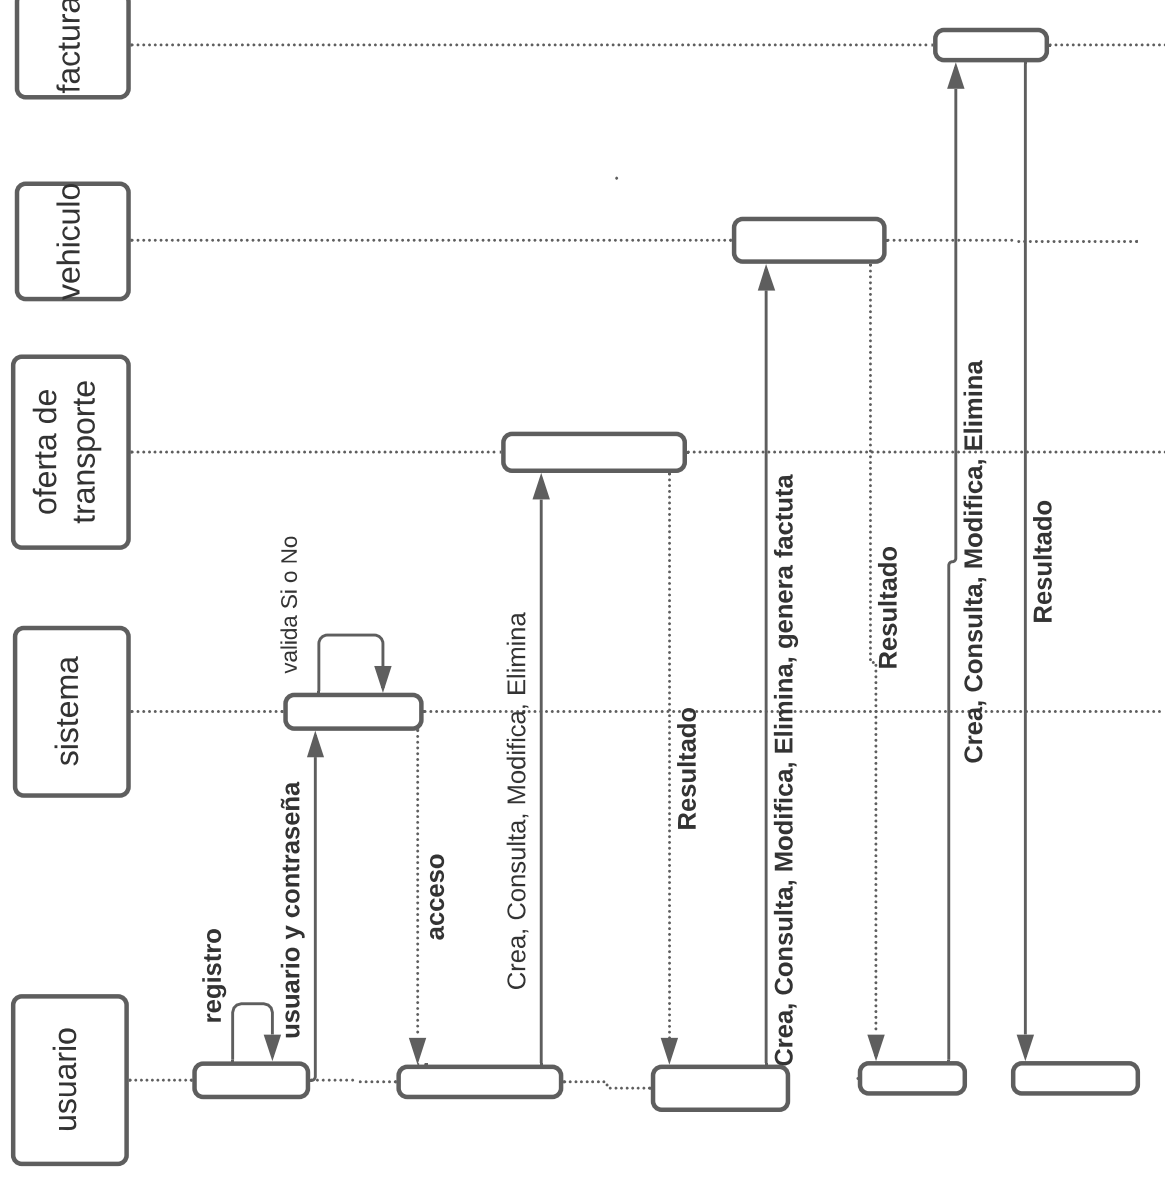 usuario
sistema
oferta de
transporte
vehiculo
factura
registro
usuario y contraseña
valida Si o No
acceso
Crea, Consulta, Modifica, Elimina
Resultado
Crea, Consulta, Modifica, Elimina, genera factuta
Resultado
Crea, Consulta, Modifica, Elimina
Resultado